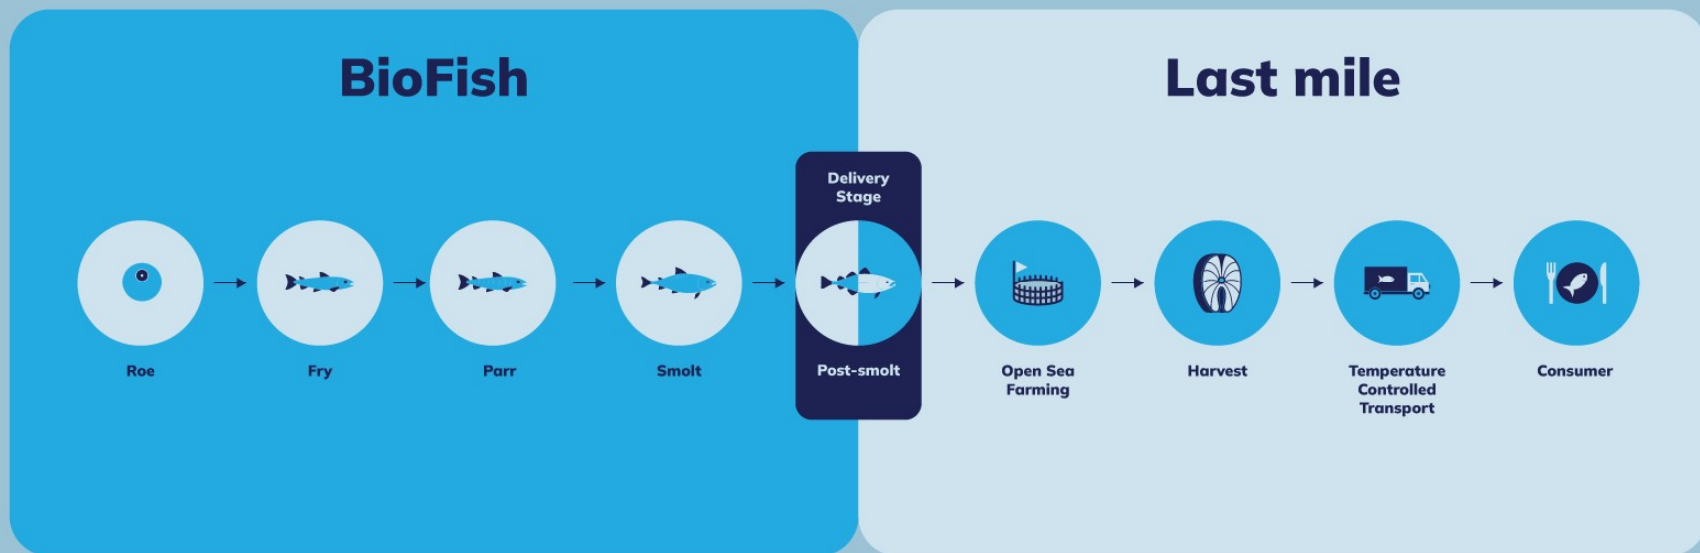 BioFish
Last mile
Delivery
Stage
Roe
Fry
Parr
Smolt
Post-smolt
Open Sea
Farming
Harvest
Temperature
Controlled
Transport
Consumer